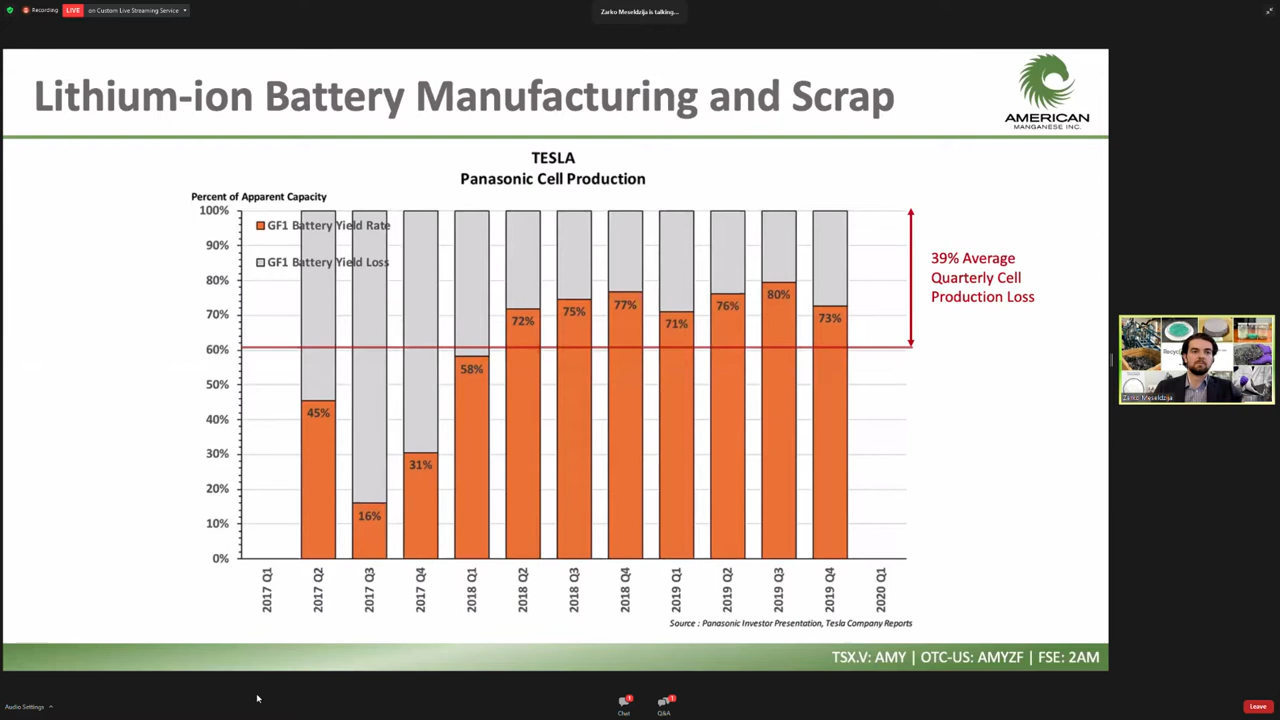 Recording
LIVE
on Custom Live Streaming Service
Zarko Meseldzija is talking...
Lithium-ion Battery Manufacturing and Scrap
AMERICAN
MANGANESE INC.
TESLA
Panasonic Cell Production
Percent of Apparent Capacity
100%
90%
80%
70%
60%
50%
40%
30%
20%
10%
0%
GF1 Battery Yield Rate
GF1 Battery Yield Loss
45%
16%
31%
58%
72%
75%
77%
71%
76%
80%
73%
39% Average
Quarterly Cell
Production Loss
2017 Q1
2017 Q2
2017 Q3
2017 Q4
2018 Q1
2018 Q2
2018 Q3
2018 Q4
2019 Q1
2019 Q2
2019 Q3
2019 Q4
2020 Q1
Source : Panasonic Investor Presentation, Tesla Company Reports
TSX.V: AMY | OTC-US: AMYZF | FSE: 2AM
Zarko Meseldzija
Audio Settings
Chat
1
Q&A
1
Leave